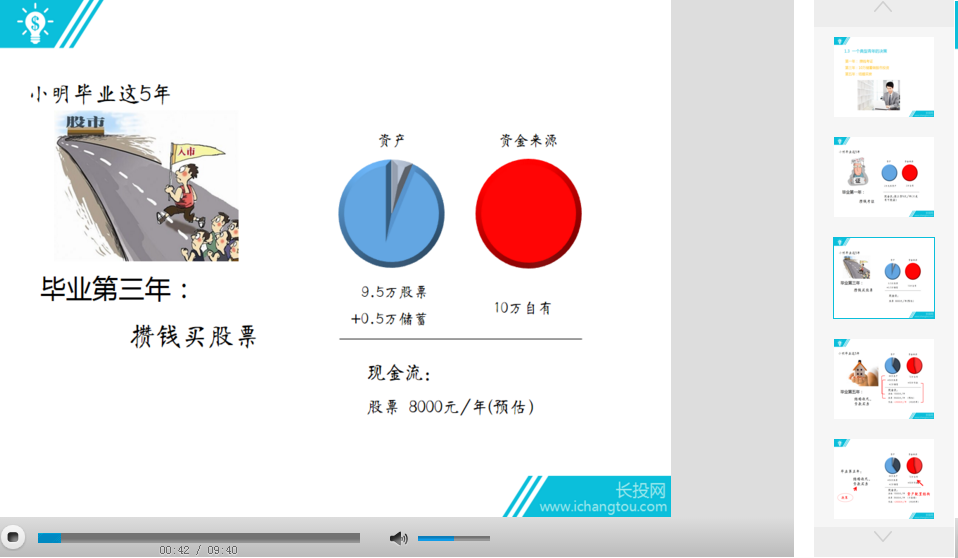 小明毕业这5年
股市
入市
毕业第三年：
攒钱买股票
资产
资金来源
9.5万股票
+0.5万储蓄
10万自有
现金流:
股票 8000元/年(预估)
长投网
www.ichangtou.com
00:42 / 09:40